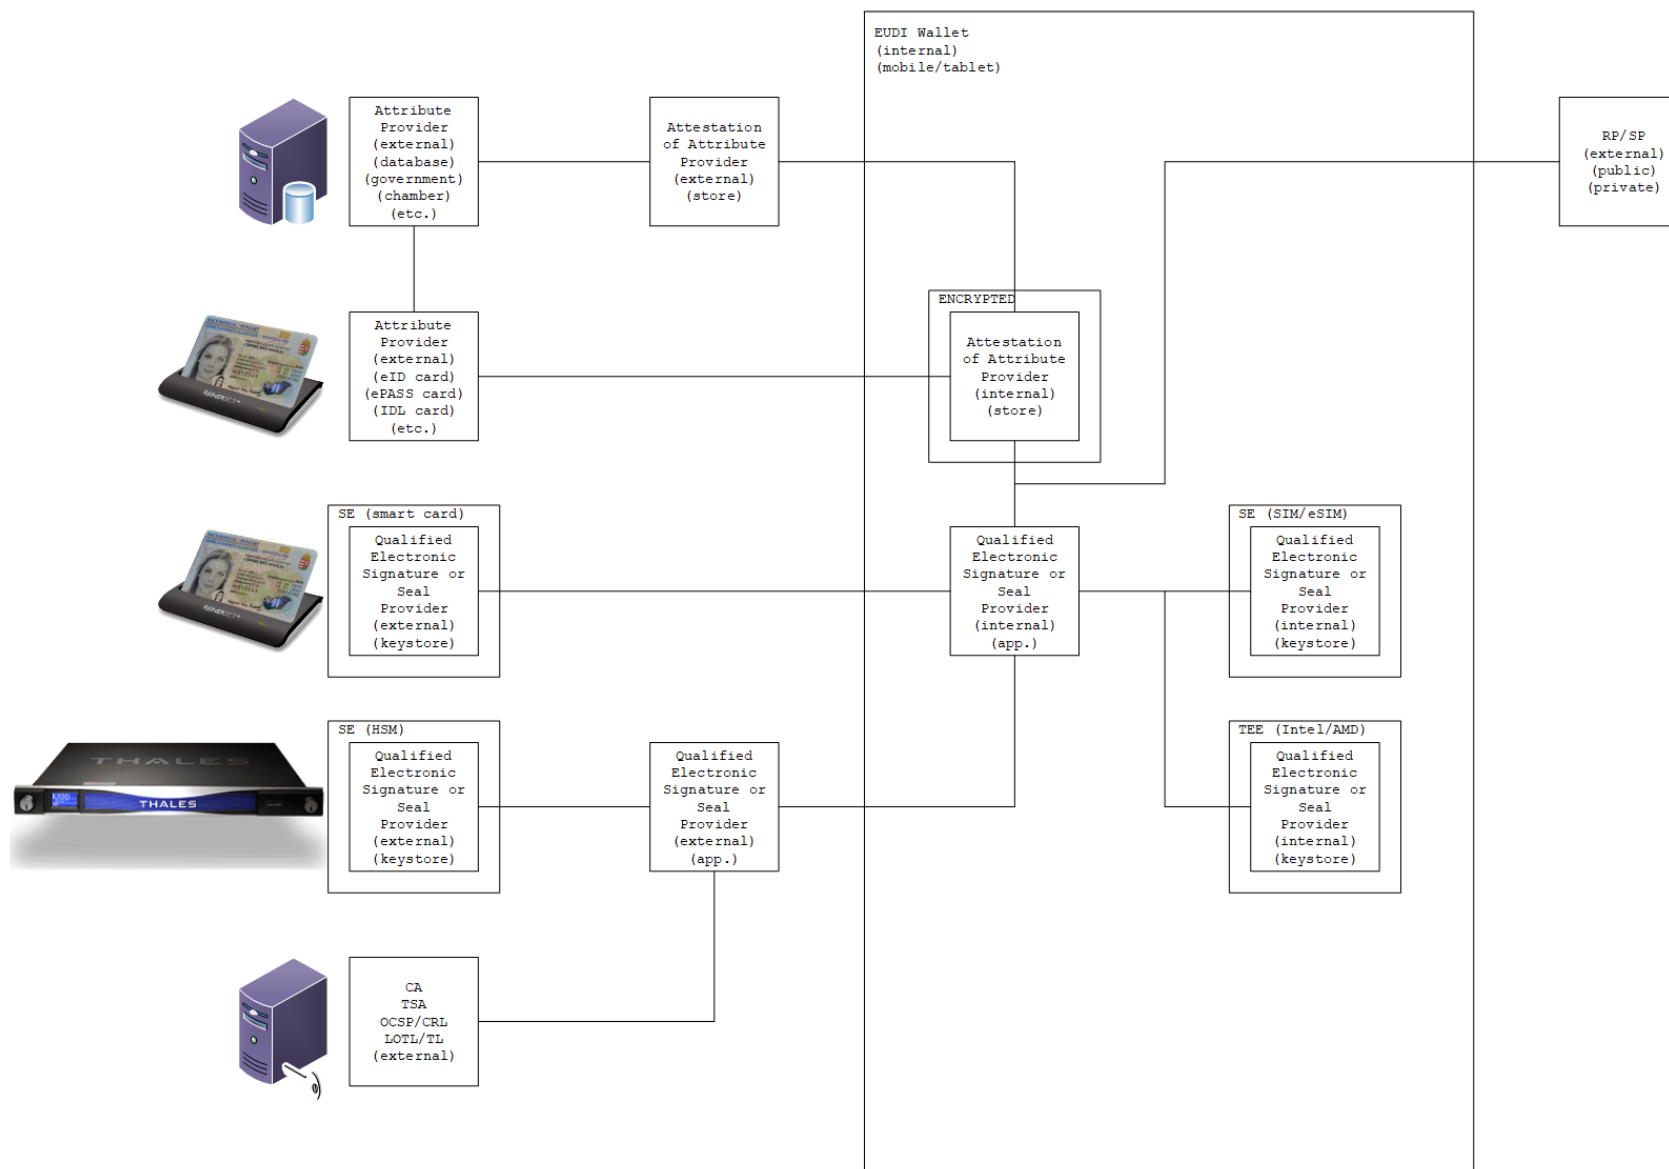 EUDI Wallet
(internal)
(mobile/tablet)
Attribute
Provider
(external)
(database)
(government)
(chamber)
(etc.)
Attestation
of Attribute
Provider
(external)
(store)
RP/SP
(external)
(public)
(private)
Attribute
Provider
(external)
(eID card)
(ePASS card)
(IDL card)
(etc.)
ENCRYPTED
Attestation
of Attribute
Provider
(internal)
(store)
SE (smart card)
Qualified
Electronic
Signature or
Seal
Provider
(external)
(keystore)
Qualified
Electronic
Signature or
Seal
Provider
(internal)
(app.)
SE (SIM/eSIM)
Qualified
Electronic
Signature or
Seal
Provider
(internal)
(keystore)
THALES
THALES
SE (HSM)
Qualified
Electronic
Signature or
Seal
Provider
(external)
(keystore)
Qualified
Electronic
Signature or
Seal
Provider
(external)
(app.)
TEE (Intel/AMD)
Qualified
Electronic
Signature or
Seal
Provider
(internal)
(keystore)
CA
TSA
OCSP/CRL
LOTL/TL
(external)